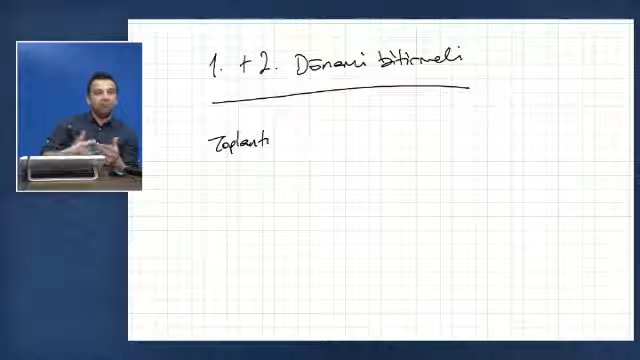 1. + 2. Dönemi bitirmeli
Toplantı